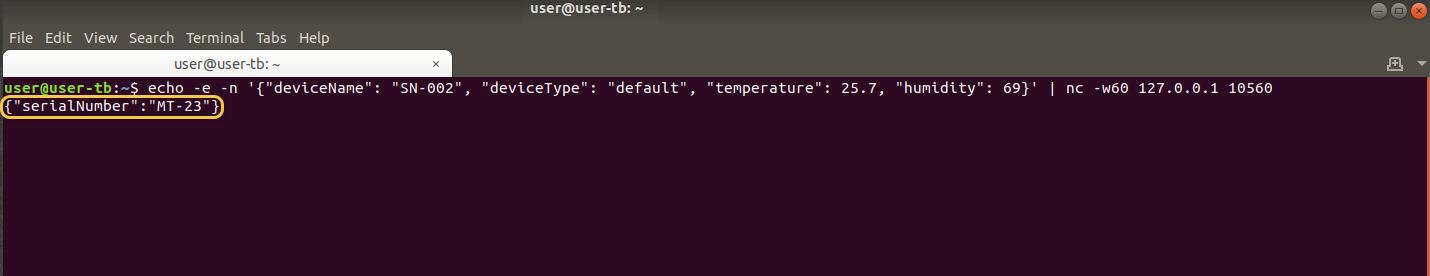 user@user-tb: ~
File Edit View Search Terminal Tabs Help
user@user-tb: ~ ×
user@user-tb:~$ echo -e -n '{"deviceName": "SN-002", "deviceType": "default", "temperature": 25.7, "humidity": 69}' | nc -w60 127.0.0.1 10560
{"serialNumber":"MT-23"}